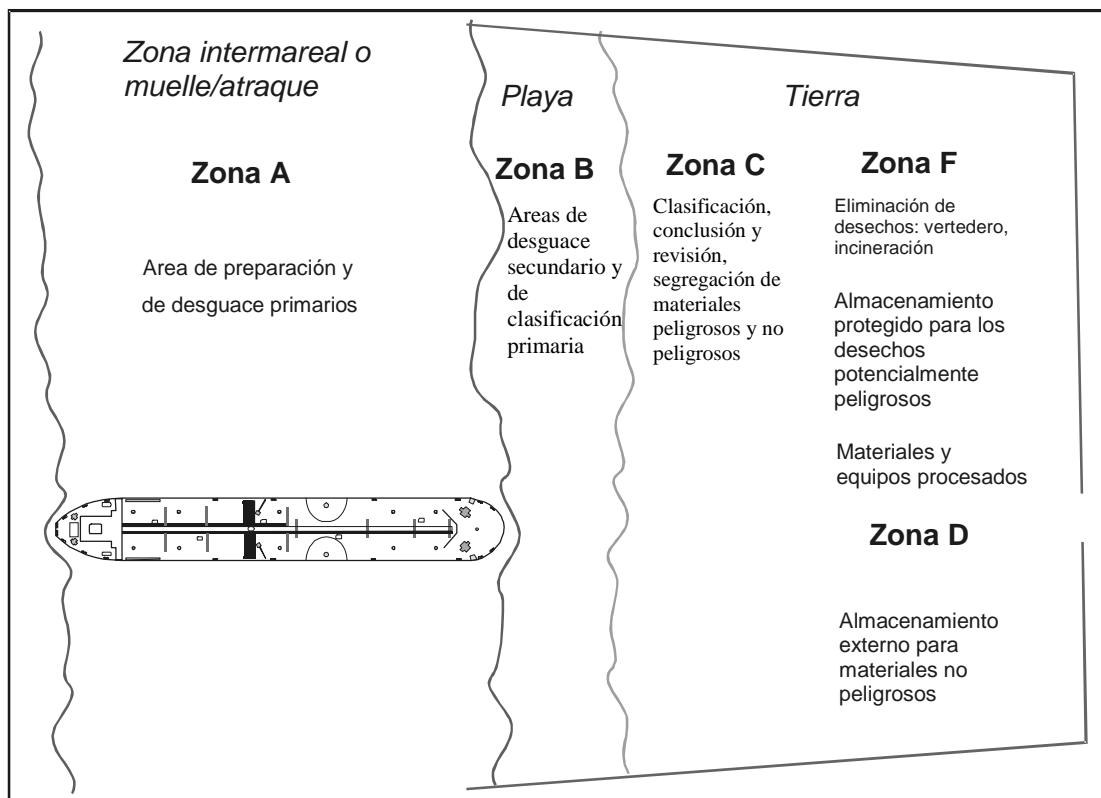 Zona intermareal o
muelle/atraque
Playa
Tierra
Zona A
Area de preparación y
de desguace primarios
Zona B
Areas de
desguace
secundario y
de
clasificación
primaria
Zona C
Clasificación,
conclusión y
revisión,
segregación de
materiales
peligrosos y no
peligrosos
Zona F
Eliminación de
desechos: vertedero,
incineración
Almacenamiento
protegido para los
desechos
potencialmente
peligrosos
Materiales y
equipos procesados
Zona D
Almacenamiento
externo para
materiales no
peligrosos